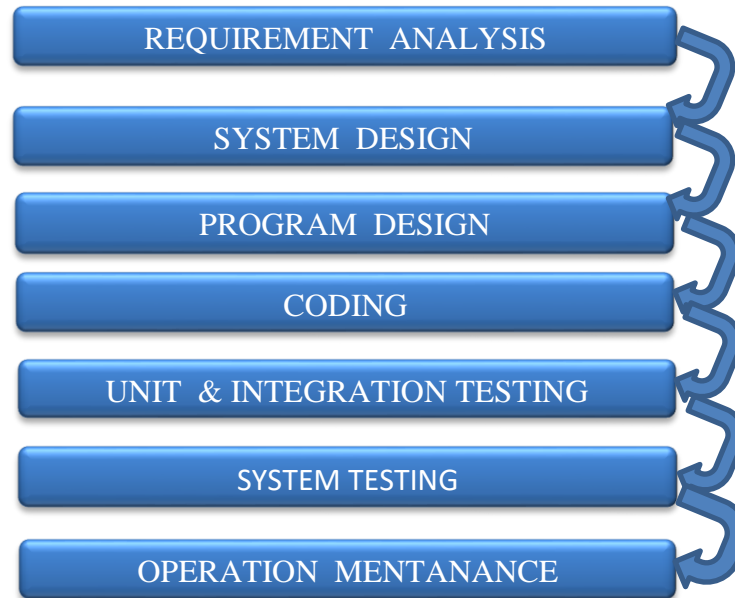 REQUIREMENT ANALYSIS
SYSTEM DESIGN
PROGRAM DESIGN
CODING
UNIT & INTEGRATION TESTING
SYSTEM TESTING
OPERATION MENTANANCE